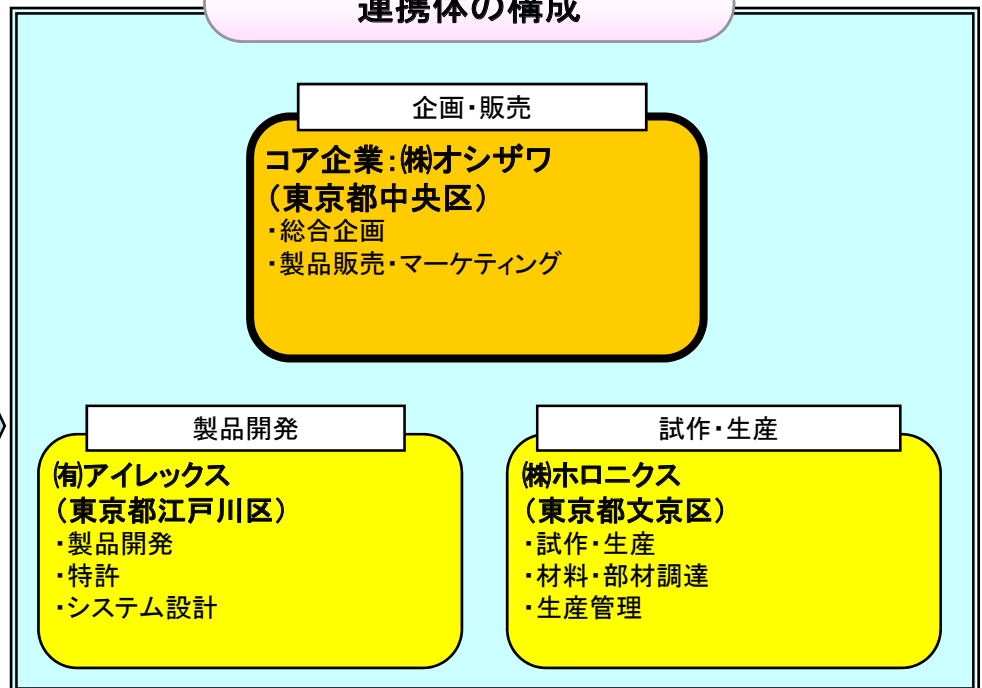 連携体の構成
企画・販売
コア企業:㈱オシザワ
(東京都中央区)
・総合企画
・製品販売・マーケティング
製品開発
㈲アイレックス
(東京都江戸川区)
・製品開発
・特許
・システム設計
試作・生産
㈱ホロニクス
(東京都文京区)
・試作・生産
・材料・部材調達
・生産管理